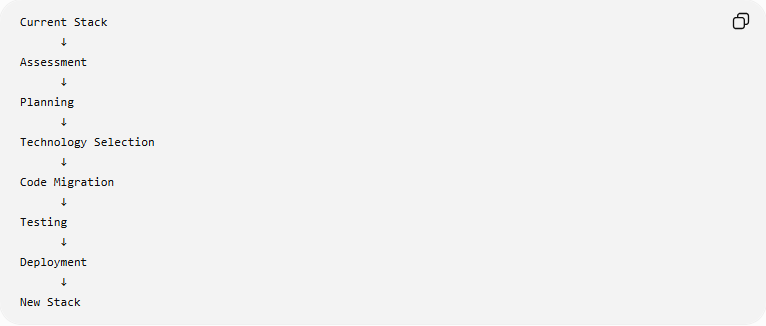 Current Stack
↓
Assessment
↓
Planning
↓
Technology Selection
↓
Code Migration
↓
Testing
↓
Deployment
↓
New Stack